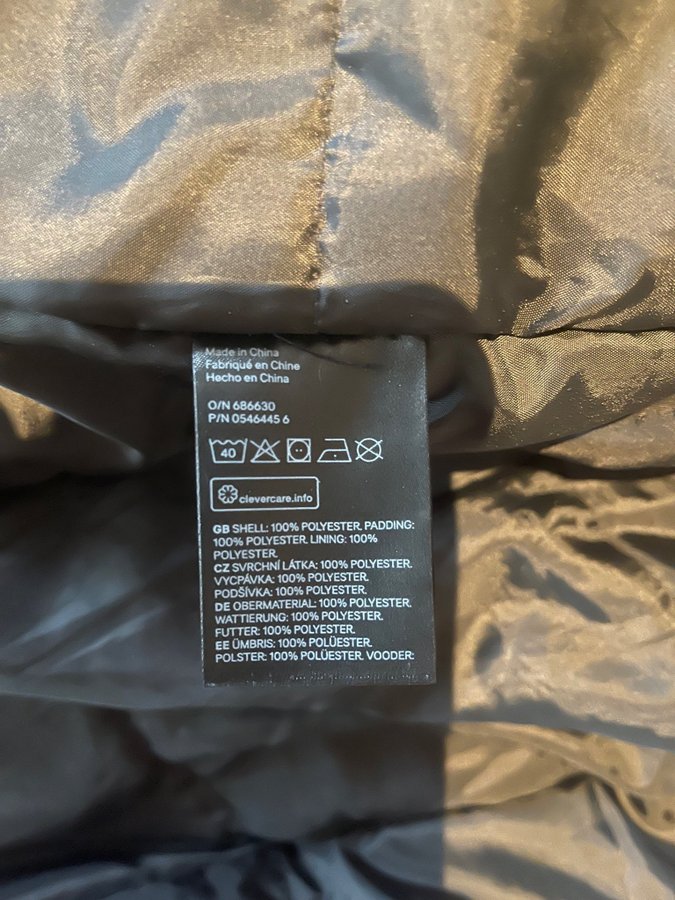 Made in China
Fabriqué en Chine
Hecho en China
O/N 686630
P/N 0546445 6
40
clevercare.info
GB SHELL: 100% POLYESTER. PADDING:
100% POLYESTER. LINING: 100%
POLYESTER.
CZ SVRCHNÍ LÁTKA: 100% POLYESTER.
VYCPÁVKA: 100% POLYESTER.
PODŠÍVKA: 100% POLYESTER.
DE OBERMATERIAL: 100% POLYESTER.
WATTIERUNG: 100% POLYESTER.
FUTTER: 100% POLYESTER.
EE ÜMBRIS: 100% POLÜESTER.
POLSTER: 100% POLÜESTER. VOODER: